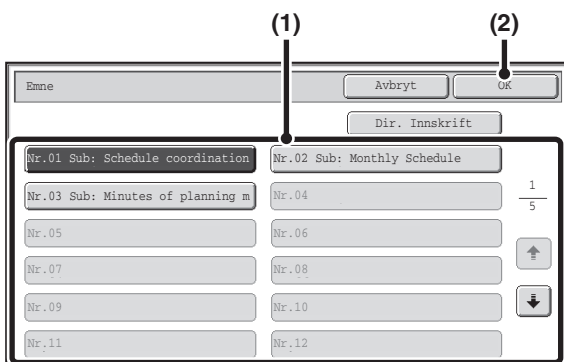 (1) (2)
Emne Avbryt OK
Dir. Innskrift
Nr.01 Sub: Schedule coordination Nr.02 Sub: Monthly Schedule
Nr.03 Sub: Minutes of planning m Nr.04
1
5
Nr.05 Nr.06
Nr.07 Nr.08
Nr.09 Nr.10
Nr.11 Nr.12